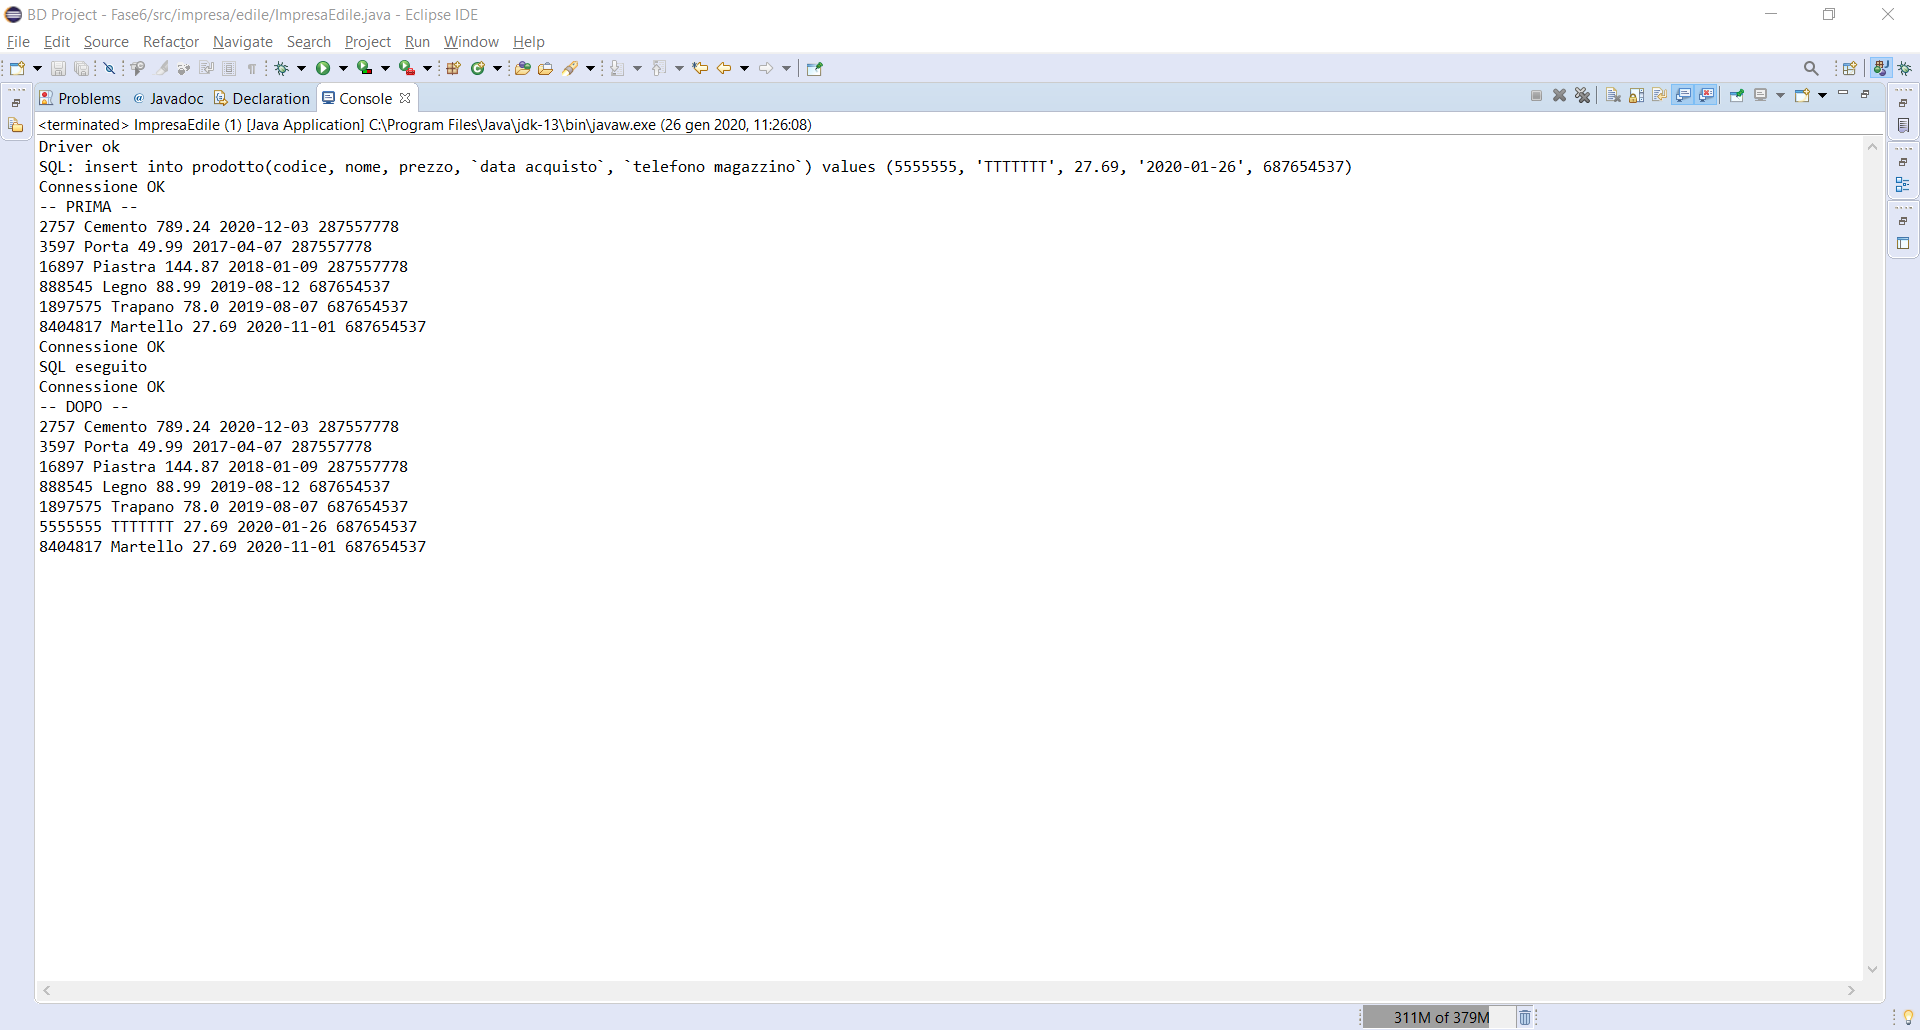 BD Project - Fase6/src/impresa/edile/ImpresaEdile.java - Eclipse IDE
File Edit Source Refactor Navigate Search Project Run Window Help
Problems @ Javadoc Declaration Console
<terminated> ImpresaEdile (1) [Java Application] C:\Program Files\Java\jdk-13\bin\javaw.exe (26 gen 2020, 11:26:08)
Driver ok
SQL: insert into prodotto(codice, nome, prezzo, `data acquisto`, `telefono magazzino`) values (5555555, 'TTTTTTT', 27.69, '2020-01-26', 687654537)
Connessione OK
-- PRIMA --
2757 Cemento 789.24 2020-12-03 287557778
3597 Porta 49.99 2017-04-07 287557778
16897 Piastra 144.87 2018-01-09 287557778
888545 Legno 88.99 2019-08-12 687654537
1897575 Trapano 78.0 2019-08-07 687654537
8404817 Martello 27.69 2020-11-01 687654537
Connessione OK
SQL eseguito
Connessione OK
-- DOPO --
2757 Cemento 789.24 2020-12-03 287557778
3597 Porta 49.99 2017-04-07 287557778
16897 Piastra 144.87 2018-01-09 287557778
888545 Legno 88.99 2019-08-12 687654537
1897575 Trapano 78.0 2019-08-07 687654537
5555555 TTTTTTT 27.69 2020-01-26 687654537
8404817 Martello 27.69 2020-11-01 687654537
311M of 379M